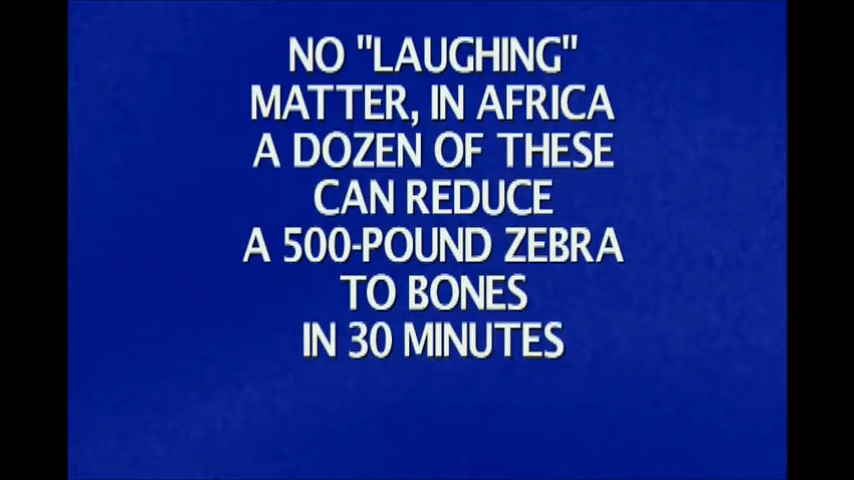 NO "LAUGHING"
MATTER, IN AFRICA
A DOZEN OF THESE
CAN REDUCE
A 500-POUND ZEBRA
TO BONES
IN 30 MINUTES